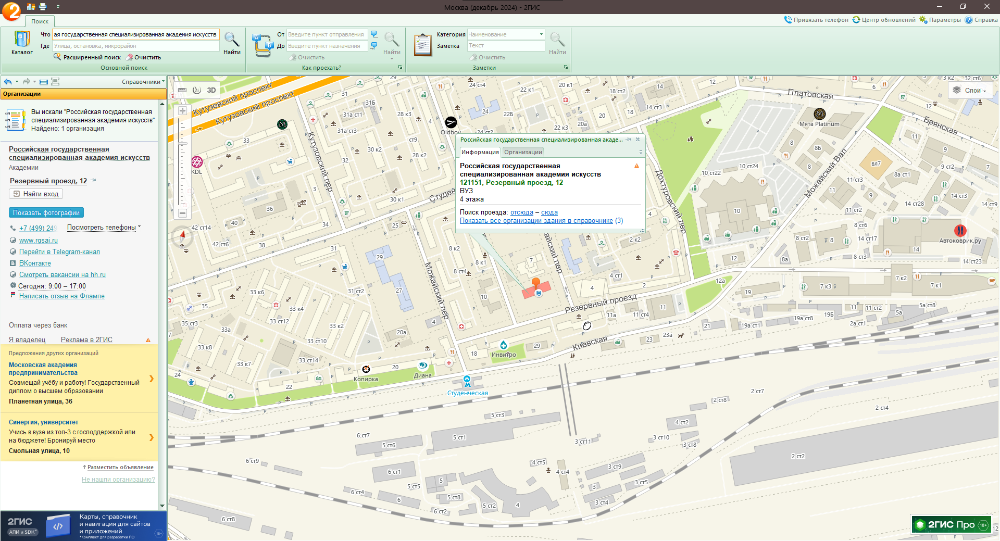 Москва (декабрь 2024) - 2ГИС
Поиск
Привязать телефон
Центр обновлений
Параметры
Справка
Каталог
Что
ая государственная специализированная академия искусств
Где
Улица, остановка, микрорайон
Расширенный поиск
Очистить
Найти
Основной поиск
От
Введите пункт отправления
До
Введите пункт назначения
Очистить
Найти
Как проехать?
Категория
Наименование
Заметка
Текст
Очистить
Найти
Заметки
Справочники
Организации
Вы искали "Российская государственная
специализированная академия искусств"
Найдено: 1 организация
Российская государственная
специализированная академия искусств
Академии
Резервный проезд, 12
Найти вход
Показать фотографии
+7 (499) 249
Посмотреть телефоны
www.rgsai.ru
Перейти в Telegram-канал
ВКонтакте
Смотреть вакансии на hh.ru
Сегодня: 9:00 – 17:00
Написать отзыв на Флампе
Оплата через банк
Я владелец
Реклама в 2ГИС
Предложения других организаций
Московская академия
предпринимательства
Совмещай учёбу и работу! Государственный
диплом о высшем образовании
Планетная улица, 36
Синергия, университет
Учись в вузе из топ-3 с господдержкой или
на бюджете! Бронируй место
Смольная улица, 10
Разместить объявление
Не нашли организацию?
2ГИС
АПИ и SDK*
Карты, справочник
и навигация для сайтов
и приложений
*Комплект для разработки ПО
18+
3D
Слои
Российская государственная специализированная акаде...
Информация
Организации
Российская государственная
специализированная академия искусств
121151, Резервный проезд, 12
ВУЗ
4 этажа
Поиск проезда: отсюда – сюда
Показать все организации здания в справочнике (3)
Кутузовский проспект
Кутузовский проспект
Кутузовский пер
Студен
Можайский пер
айский пер
Дохтуровский пер
Резервный проезд
Киевская
Платовская
Брянская
Можайский Вал
Oldboy
KDL
Мята Platinum
Автоковрик.ру
Инвитро
Диана
Копирка
Студенческая
31
31Б
31а ст1
31а ст3
33
36
34
38
40
42 ст14
42 ст6
28 к3
28 к2
30 к2
30 к1
ст9
24 ст4
24
22Б
22 к1
22 к3
24 ст2
20 к1
20
18 ст2
18
14 ст3
12
33 к2
10 ст22
10 ст24
10
8
8
8Б
вл7
11
9
9 ст2
7
8а ст1
11 ст3
14 ст3
14 ст28
14 ст9
11 ст2
8 ст6
14 ст17
8 ст2
8
8 ст3
8а
14
14 ст23
12
12а
7 к2
7 к3
7 к1
32 ст6
25
29
27
31
31 ст2
8 к2
8 к1
8 ст4
7
10
4
4
4 ст1
2 к2
2
11
11а
11 ст4
33 к6
33 к4
33 ст12
33 к2
33 ст10
33а
33 к8
33 к7
33 ст14
35
35 ст3
20а
20
22
24
18
29
23
23а
21
19
19а ст1
19а ст8
19Б
11
11 ст2
2а ст1
5а
5а ст8
2 ст7
2 ст8
2 ст4
2 ст2
4 ст2
3 ст10
3 ст8
3 ст11
3 ст9
3 ст5
3
3 ст4
4 ст5
4 ст4
4
5 ст3
5 ст1
5 ст6
6 ст7
6 ст9
6 ст1
5
5 ст5
5 ст8
5 ст2
6
6 ст4
6 ст2
6 ст8
12
2ГИС Про
18+